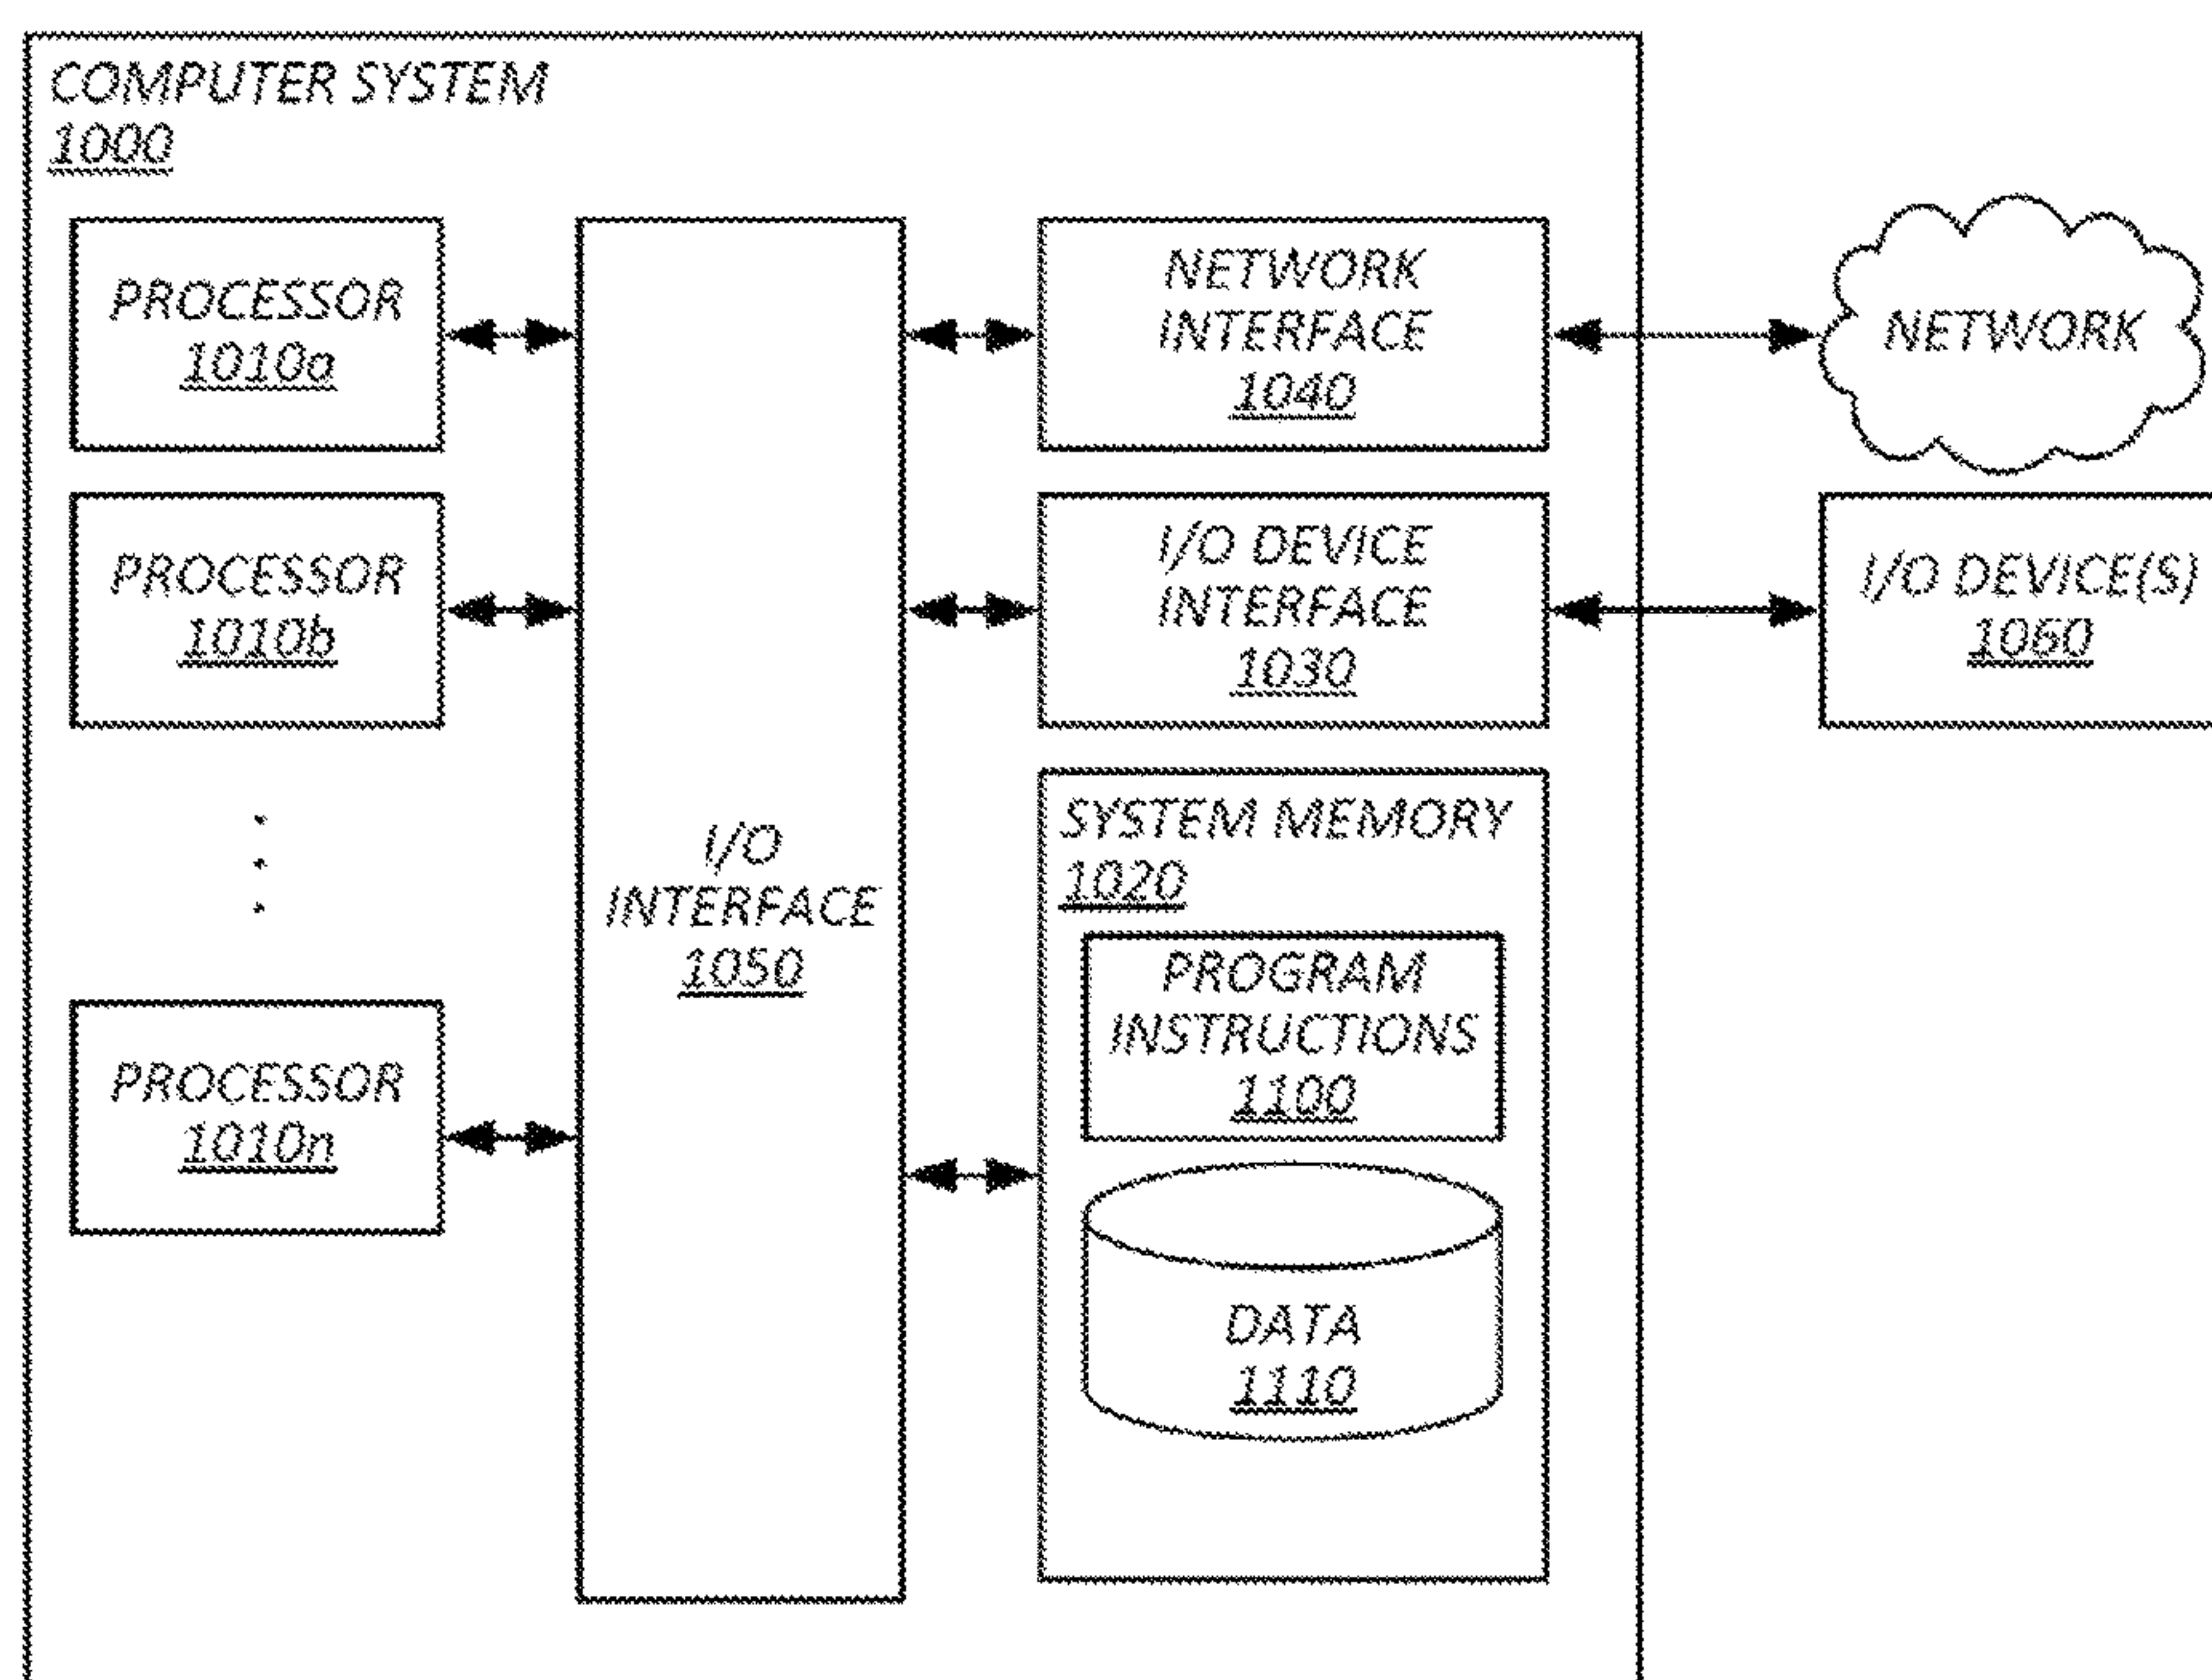 COMPUTER SYSTEM
1000
PROCESSOR
1010a
PROCESSOR
1010b
PROCESSOR
1010n
I/O
INTERFACE
1050
NETWORK
INTERFACE
1040
I/O DEVICE
INTERFACE
1030
SYSTEM MEMORY
1020
PROGRAM
INSTRUCTIONS
1100
DATA
1110
NETWORK
I/O DEVICE(S)
1060